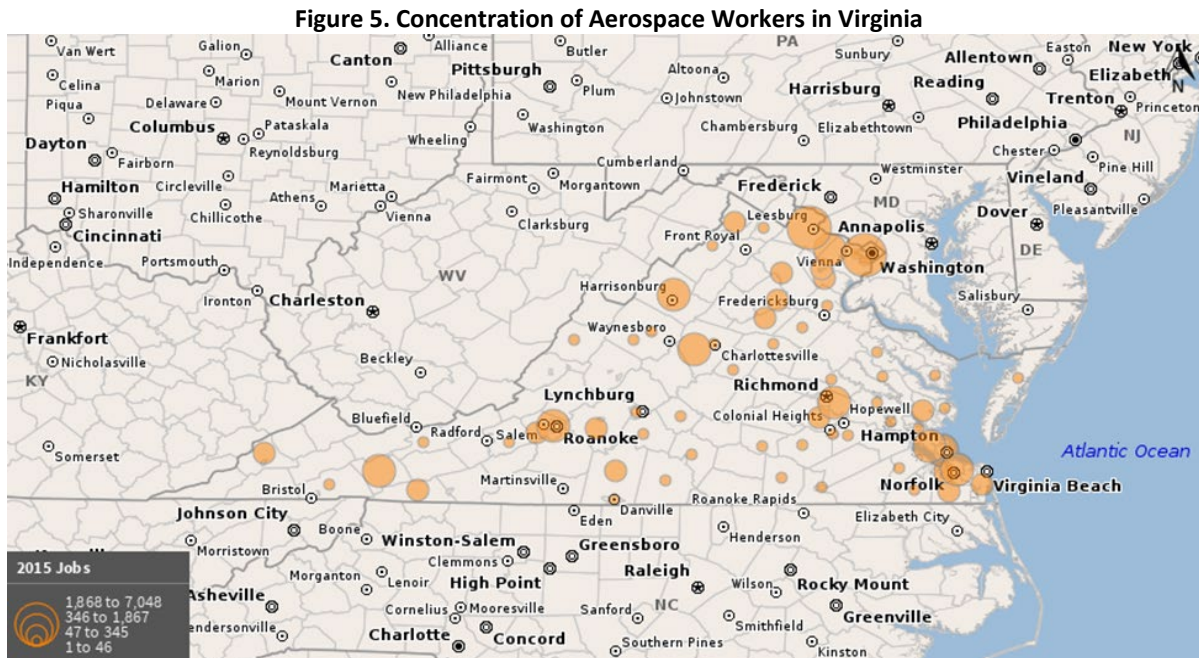 Figure 5. Concentration of Aerospace Workers in Virginia
Van Wert
Galion
Canton
Alliance
Butler
PA
Sunbury
Easton
New York
Allentown
Pittsburgh
Altoona
Elizabeth
Celina
Marion
Plum
Reading
N
New Philadelphia
Johnstown
Harrisburg
Piqua
Delaware
Mount Vernon
Trenton
Princeton
Columbus
Pataskala
Washington
Chambersburg
Elizabethtown
Philadelphia
Wheeling
NJ
Dayton
Reynoldsburg
Chester
Fairborn
Cumberland
Pine Hill
Westminster
Vineland
Hamilton
Circleville
Athens
Marietta
Fairmont
Morgantown
Frederick
MD
Sharonville
Chillicothe
Vienna
Clarksburg
Leesburg
Dover
Pleasantville
Cincinnati
Front Royal
Annapolis
DE
Independence
Portsmouth
Vienna
Washington
WV
Ironton
Charleston
Harrisonburg
Fredericksburg
Salisbury
Frankfort
Waynesboro
Nicholasville
Beckley
Charlottesville
KY
Richmond
Lynchburg
Bluefield
Radford
Salem
Roanoke
Colonial Heights
Hopewell
Hampton
Somerset
Atlantic Ocean
Bristol
Martinsville
Norfolk
Virginia Beach
Roanoke Rapids
Danville
Johnson City
Eden
Elizabeth City
Boone
Winston-Salem
Henderson
Morristown
Greensboro
Clemmons
2015 Jobs
Morganton
Lenoir
High Point
Raleigh
Wilson
Rocky Mount
1,868 to 7,048
Asheville
346 to 1,867
Cornelius
Mooresville
Sanford
NC
Greenville
47 to 345
endersonville
Smithfield
1 to 46
Charlotte
Concord
Southern Pines
Kinston